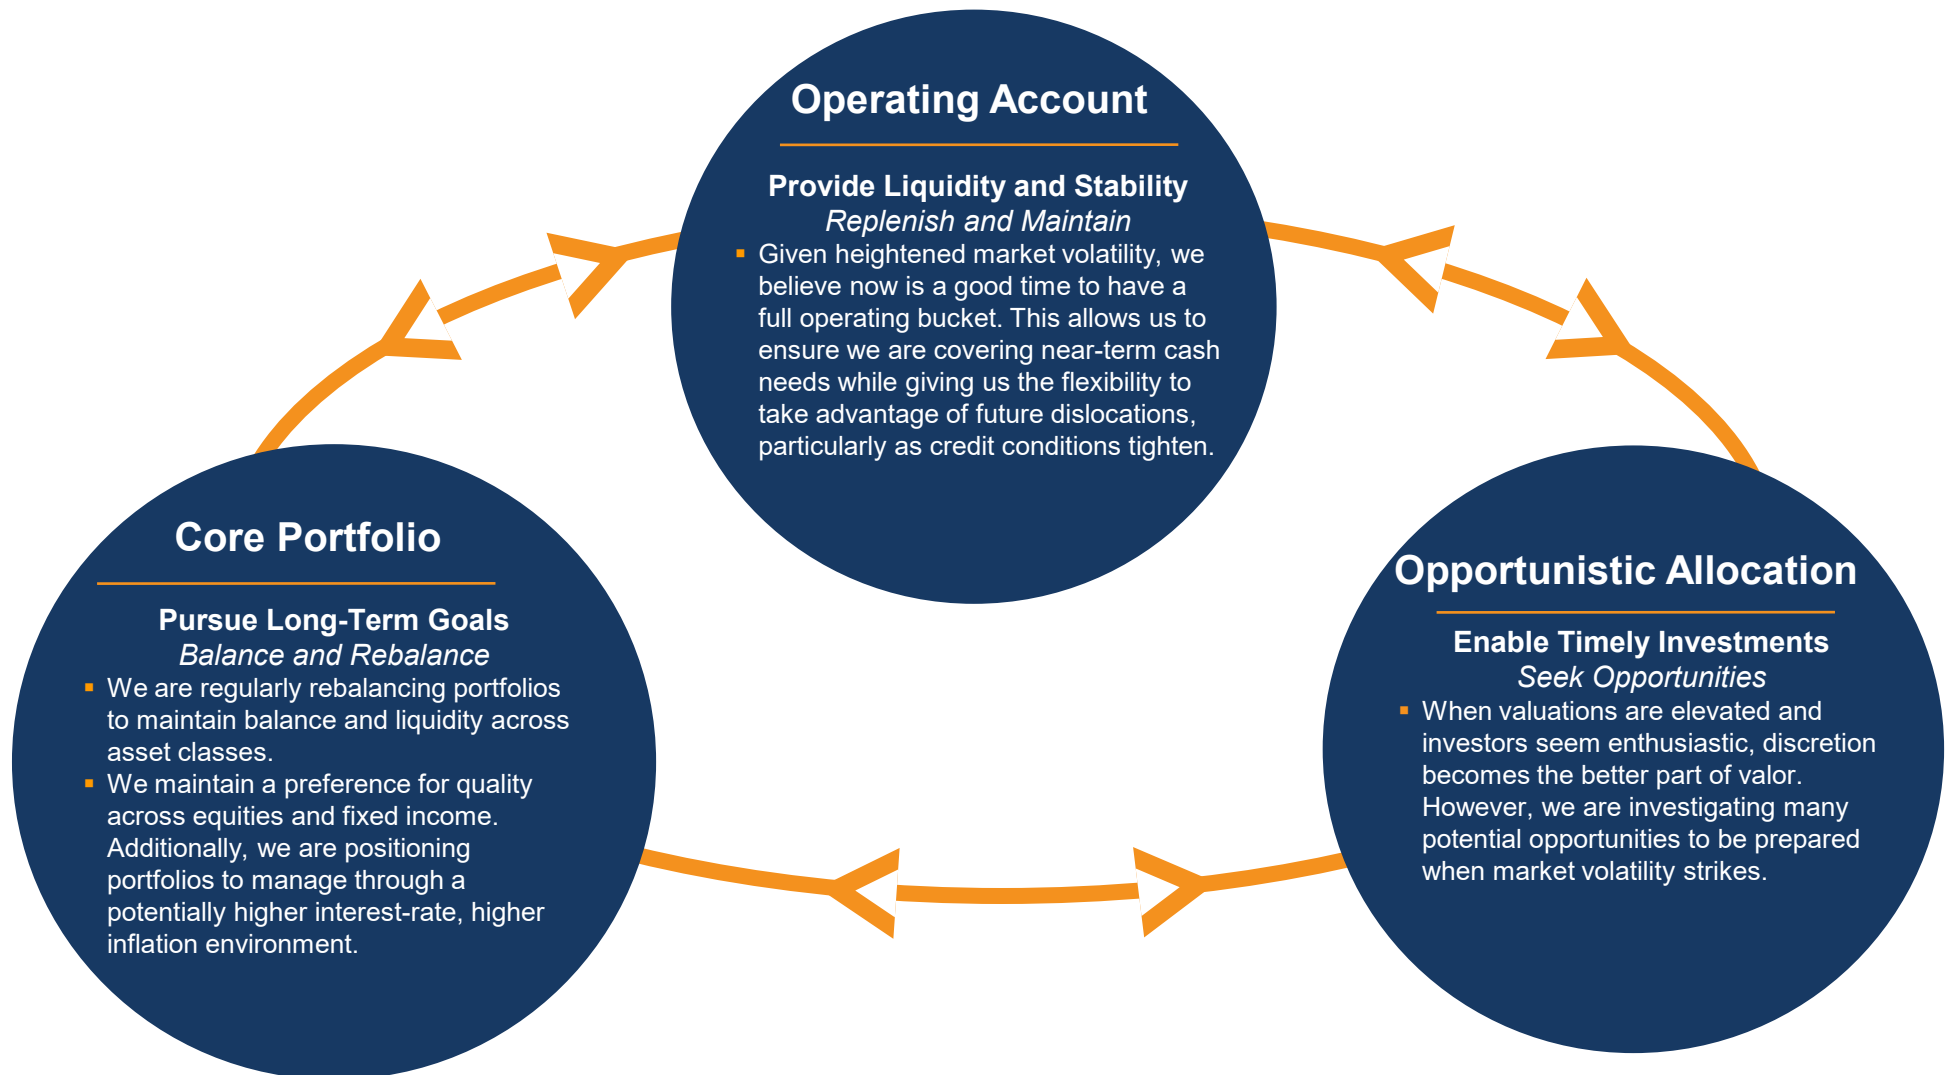 Operating Account
Provide Liquidity and Stability
Replenish and Maintain
▪ Given heightened market volatility, we
believe now is a good time to have a
full operating bucket. This allows us to
ensure we are covering near-term cash
needs while giving us the flexibility to
take advantage of future dislocations,
particularly as credit conditions tighten.
Core Portfolio
Pursue Long-Term Goals
Balance and Rebalance
▪ We are regularly rebalancing portfolios
to maintain balance and liquidity across
asset classes.
▪ We maintain a preference for quality
across equities and fixed income.
Additionally, we are positioning
portfolios to manage through a
potentially higher interest-rate, higher
inflation environment.
Opportunistic Allocation
Enable Timely Investments
Seek Opportunities
▪ When valuations are elevated and
investors seem enthusiastic, discretion
becomes the better part of valor.
However, we are investigating many
potential opportunities to be prepared
when market volatility strikes.